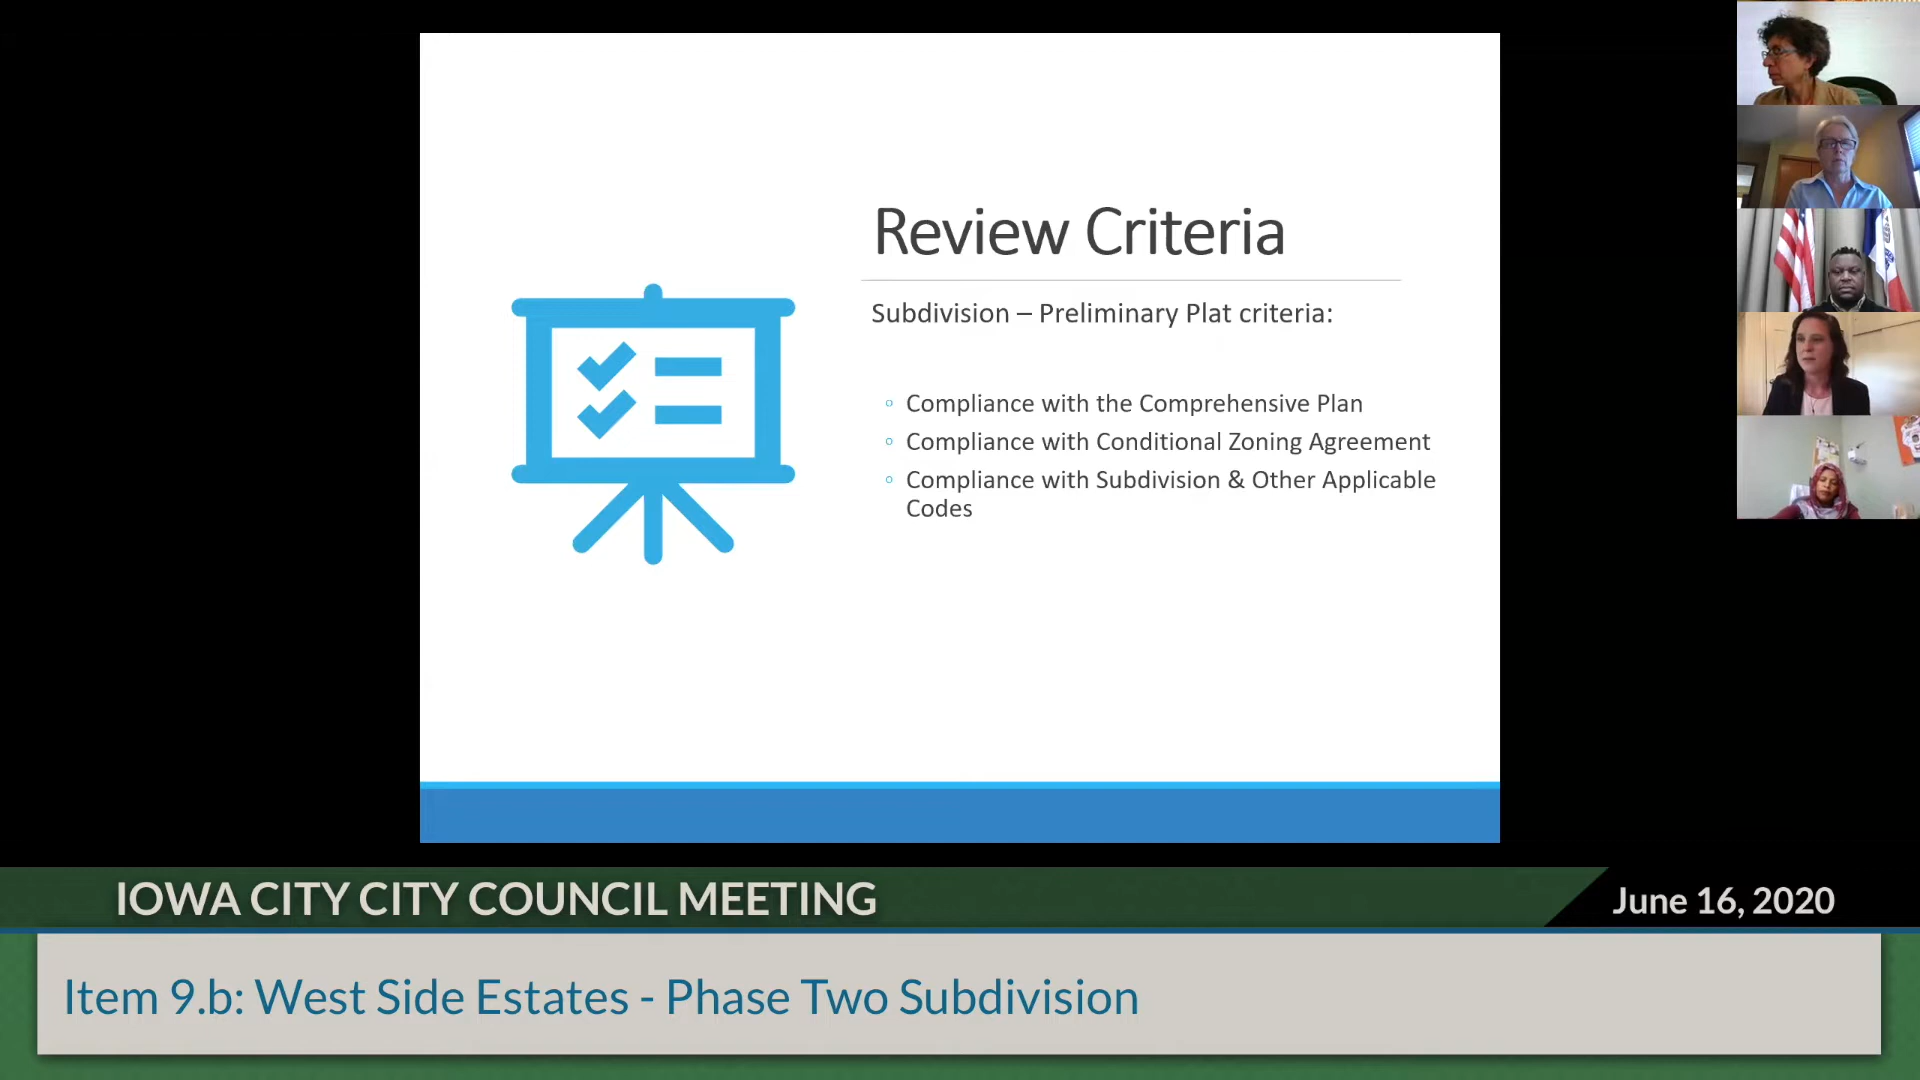 Review Criteria
Subdivision – Preliminary Plat criteria:
Compliance with the Comprehensive Plan
Compliance with Conditional Zoning Agreement
Compliance with Subdivision & Other Applicable
Codes
IOWA CITY CITY COUNCIL MEETING
June 16, 2020
Item 9.b: West Side Estates - Phase Two Subdivision